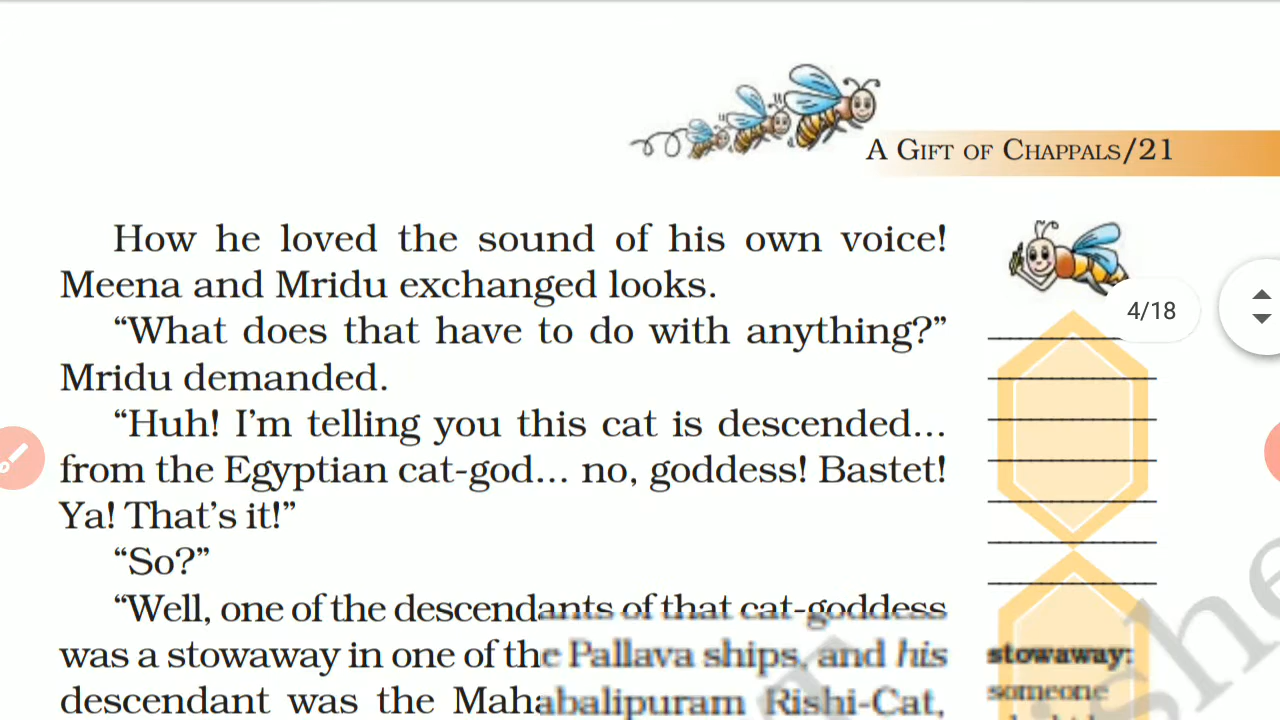 A GIFT OF CHAPPALS/21
How he loved the sound of his own voice!
Meena and Mridu exchanged looks.
4/18
“What does that have to do with anything?”
Mridu demanded.
“Huh! I’m telling you this cat is descended...
from the Egyptian cat-god... no, goddess! Bastet!
Ya! That’s it!”
“So?”
“Well, one of the descendants of that cat-goddess
was a stowaway in one of the Pallava ships, and his
descendant was the Mahabalipuram Rishi-Cat,
stowaway:
someone